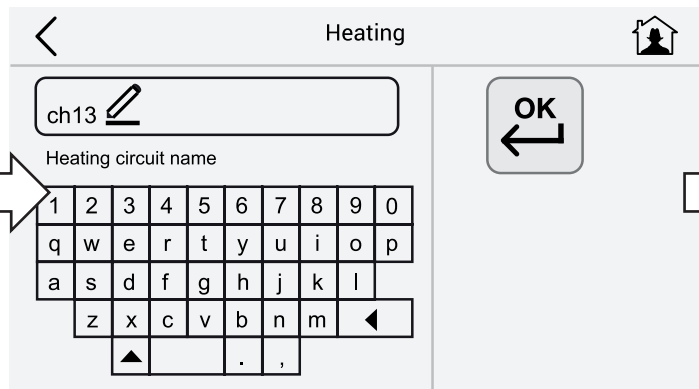 Heating
ch13
OK
Heating circuit name
1 2 3 4 5 6 7 8 9 0
q w e r t y u i o p
a s d f g h j k l
z x c v b n m
. ,